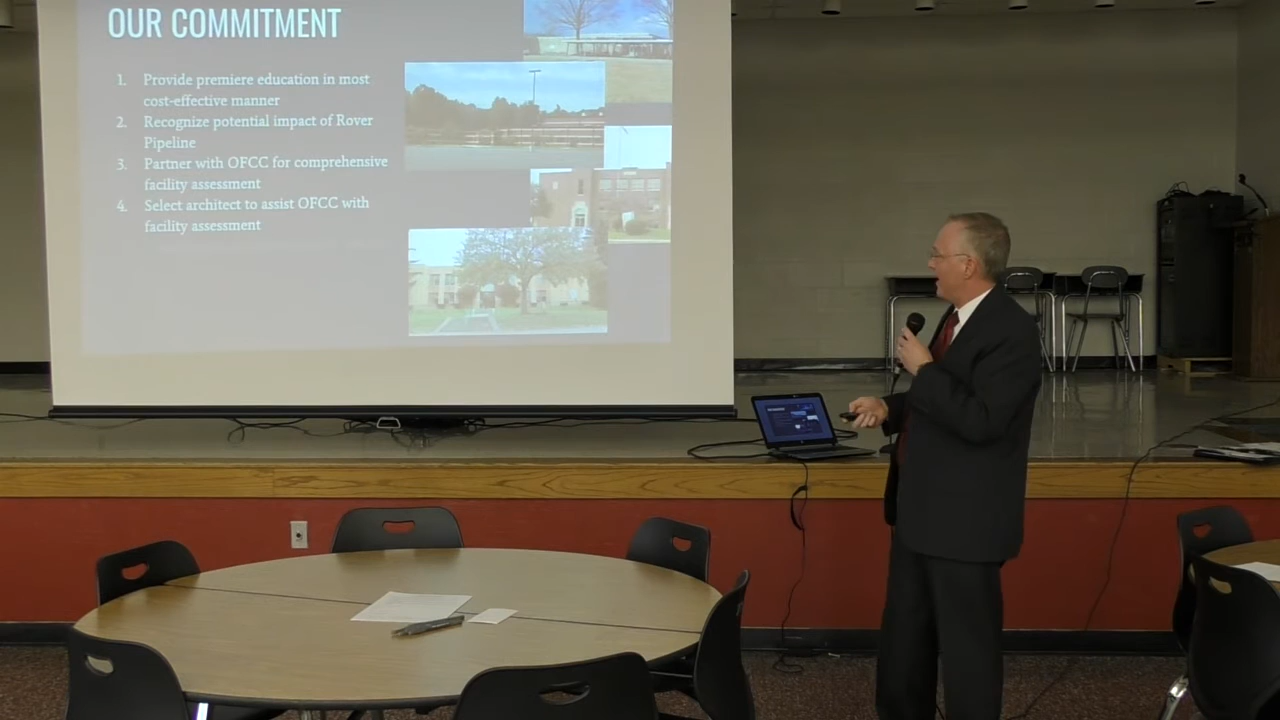 OUR COMMITMENT
1. Provide premiere education in most
cost-effective manner
2. Recognize potential impact of Rover
Pipeline
3. Partner with OFCC for comprehensive
facility assessment
4. Select architect to assist OFCC with
facility assessment